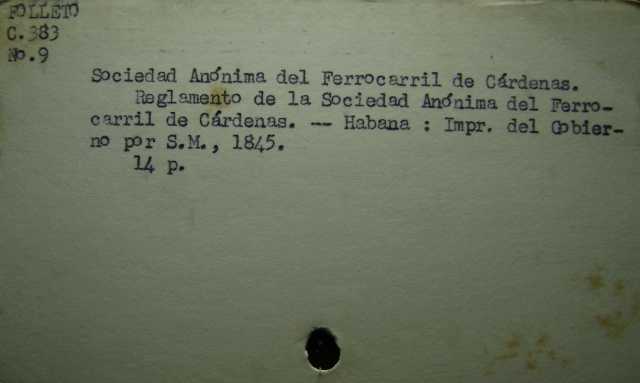 FOLLETO
C.383
No.9
Sociedad Anónima del Ferrocarril de Cárdenas.
Reglamento de la Sociedad Anónima del Ferro-
carril de Cárdenas. -- Habana : Impr. del Gobier-
no por S.M., 1845.
14 p.